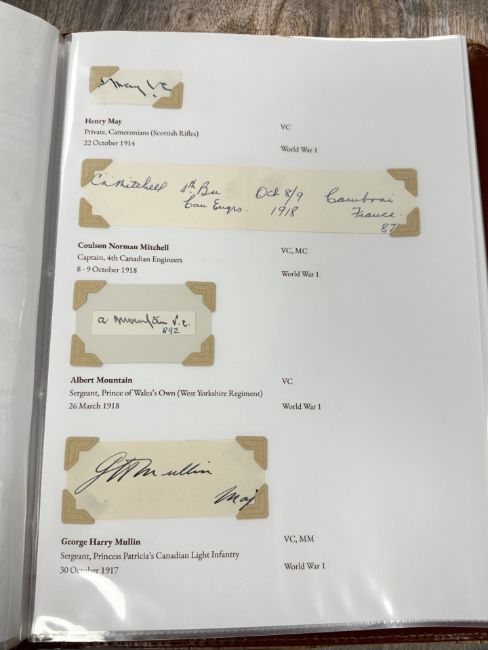 H May V.C.
Henry May
VC
Private, Cameronians (Scottish Rifles)
22 October 1914
World War I
C.N. Mitchell 4th Bn Oct 8/9 Cambrai
Can Engrs. 1918 France.
87
Coulson Norman Mitchell
VC, MC
Captain, 4th Canadian Engineers
8 - 9 October 1918
World War I
a Mountain V.C.
892
Albert Mountain
VC
Sergeant, Prince of Wales's Own (West Yorkshire Regiment)
26 March 1918
World War I
GH Mullin
Maj
George Harry Mullin
VC, MM
Sergeant, Princess Patricia's Canadian Light Infantry
30 October 1917
World War I